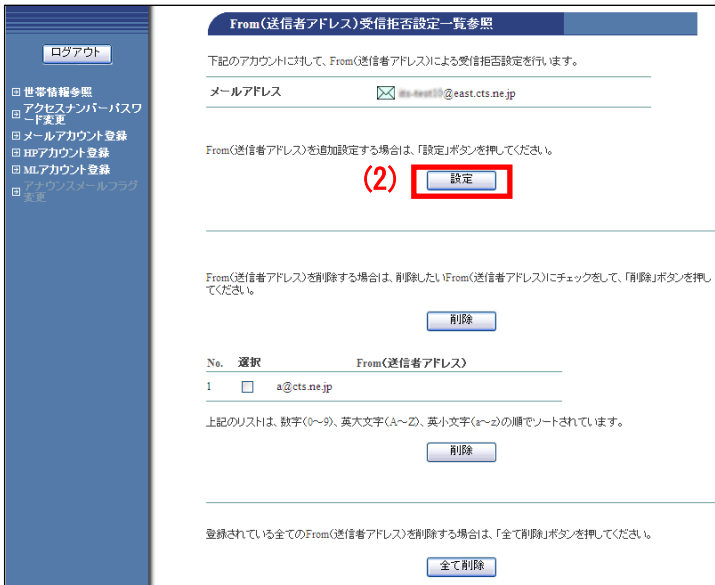 From(送信者アドレス)受信拒否設定一覧参照
ログアウト
世帯情報参照
アクセスナンバーパスワ
ード変更
メールアカウント登録
HPアカウント登録
MLアカウント登録
アナウンスメールフラグ
変更
下記のアカウントに対して、From(送信者アドレス)による受信拒否設定を行います。
メールアドレス
@east.cts.ne.jp
From(送信者アドレス)を追加設定する場合は、「設定」ボタンを押してください。
(2)
設定
From(送信者アドレス)を削除する場合は、削除したいFrom(送信者アドレス)にチェックをして、「削除」ボタンを押し
てください。
削除
No. 選択 From(送信者アドレス)
1 a@cts.ne.jp
上記のリストは、数字(0～9)、英大文字(A～Z)、英小文字(a～z)の順でソートされています。
削除
登録されている全てのFrom(送信者アドレス)を削除する場合は、「全て削除」ボタンを押してください。
全て削除